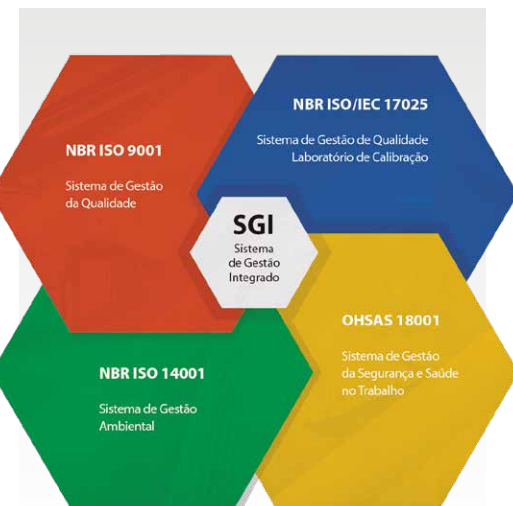 NBR ISO 9001
Sistema de Gestão
da Qualidade
NBR ISO/IEC 17025
Sistema de Gestão de Qualidade
Laboratório de Calibração
SGI
Sistema
de Gestão
Integrado
OHSAS 18001
Sistema de Gestão
da Segurança e Saúde
no Trabalho
NBR ISO 14001
Sistema de Gestão
Ambiental